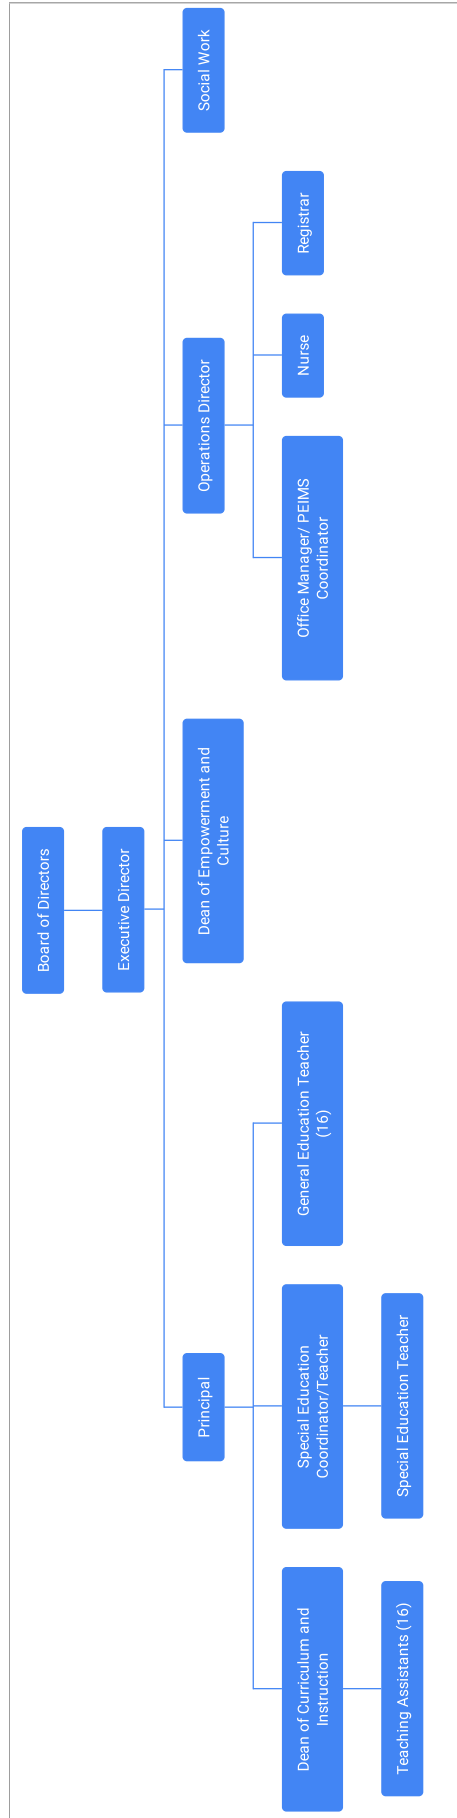 Board of Directors
Executive Director
Principal
Dean of Empowerment and
Culture
Operations Director
Social Work
Dean of Curriculum and
Instruction
Special Education
Coordinator/Teacher
General Education Teacher
(16)
Office Manager/ PEIMS
Coordinator
Nurse
Registrar
Teaching Assistants (16)
Special Education Teacher